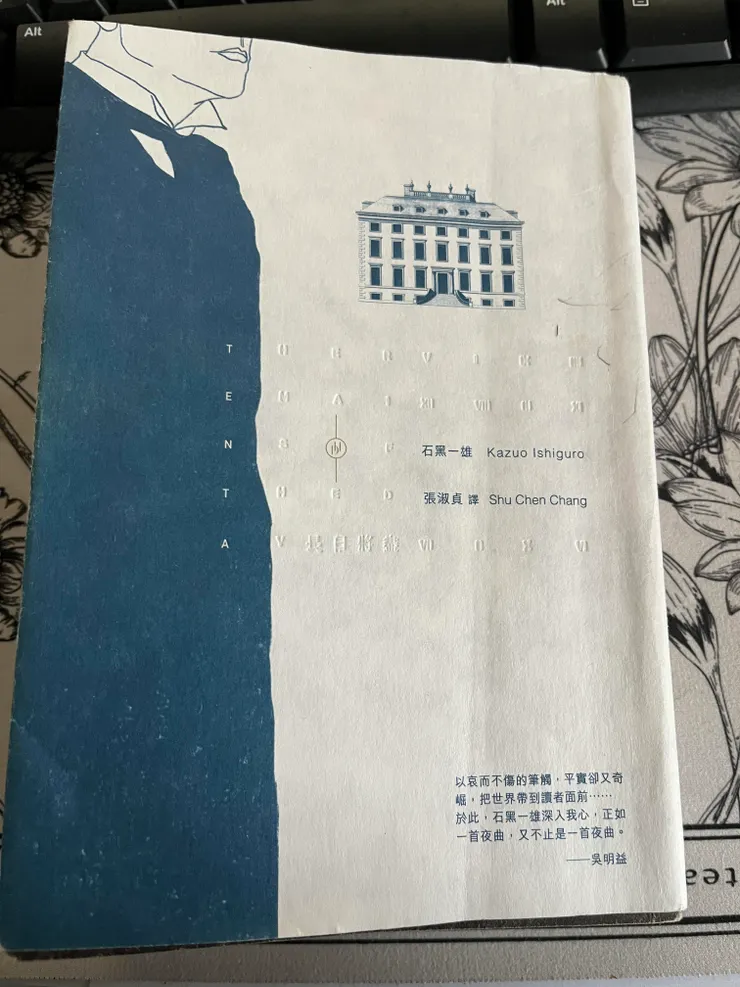 Alt
Alt
T
E
N
T
A
長日將盡
石黑一雄 Kazuo Ishiguro
張淑貞 譯 Shu Chen Chang
以哀而不傷的筆觸，平實卻又奇
崛，把世界帶到讀者面前……
於此，石黑一雄深入我心，正如
一首夜曲，又不止是一首夜曲。
——吳明益